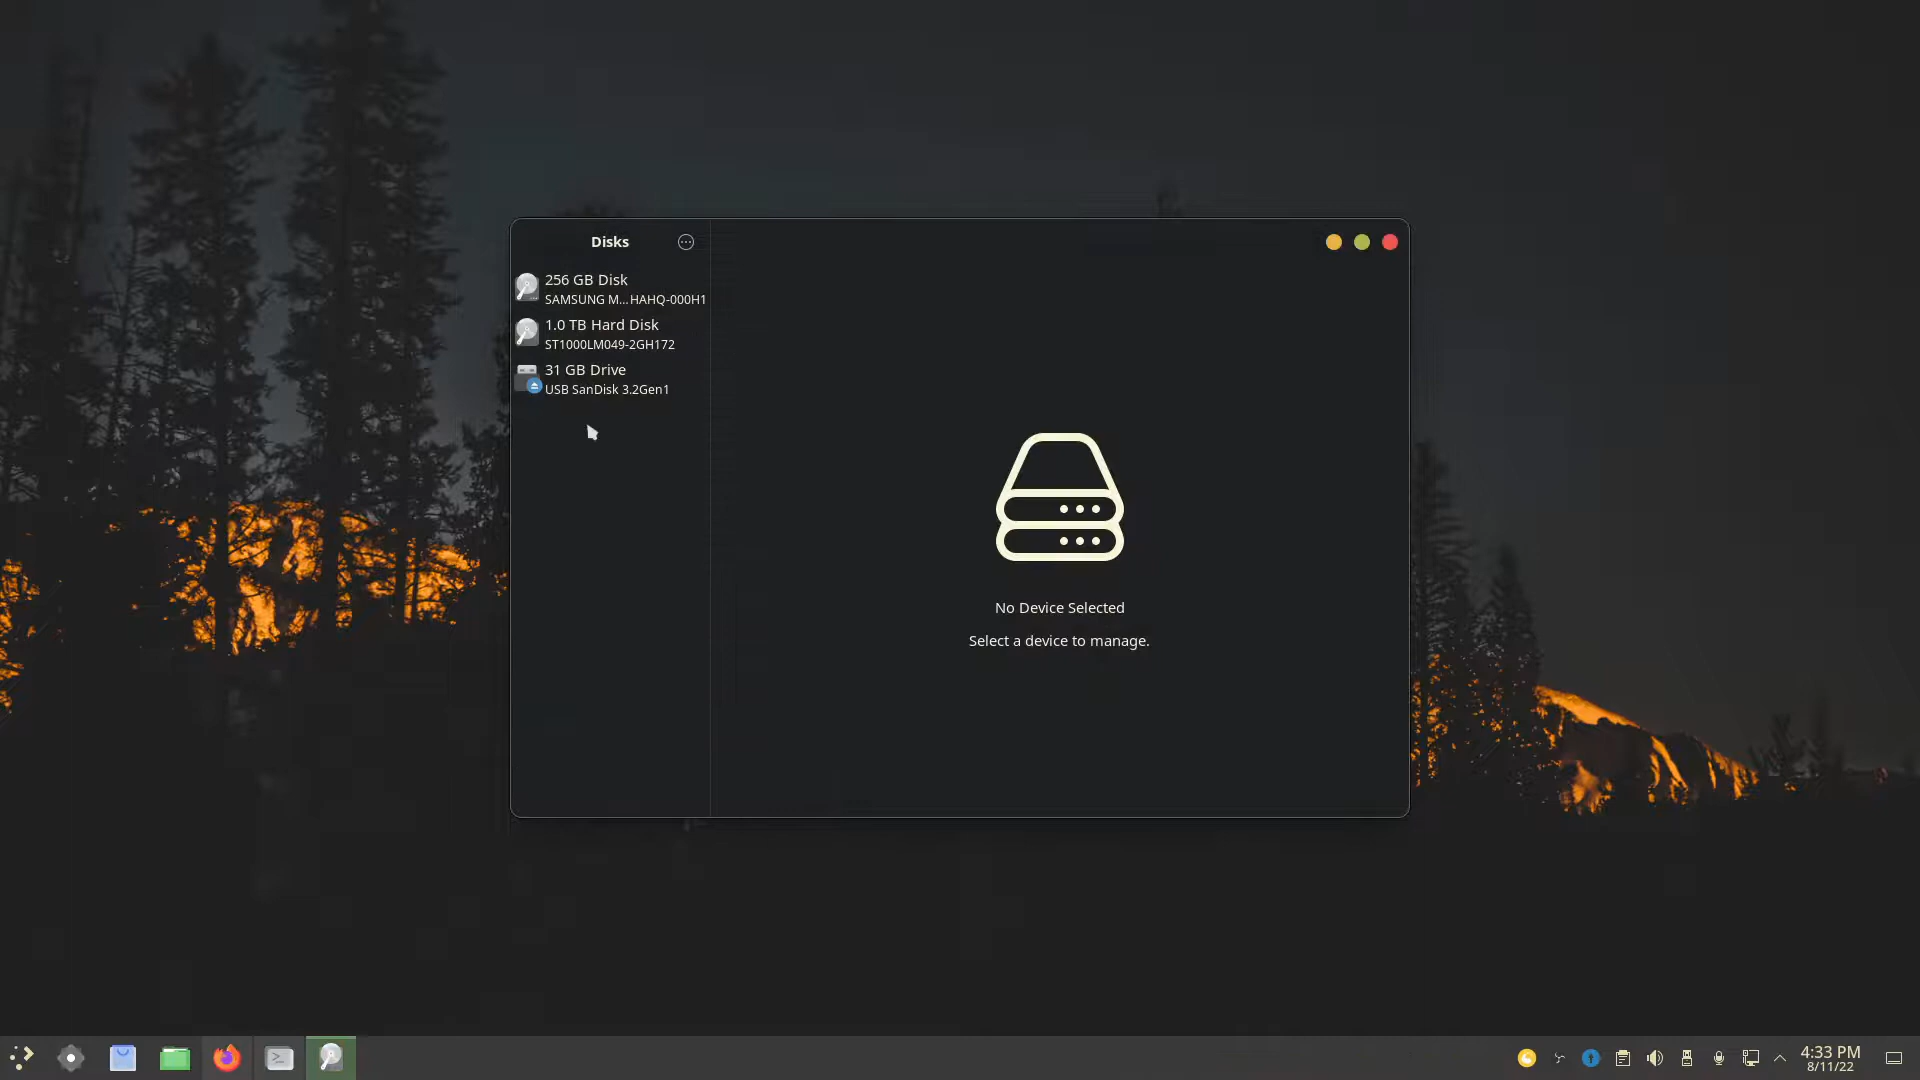 Disks
256 GB Disk
SAMSUNG M...HAHQ-000H1
1.0 TB Hard Disk
ST1000LM049-2GH172
31 GB Drive
USB SanDisk 3.2Gen1
No Device Selected
Select a device to manage.
4:33 PM
8/11/22